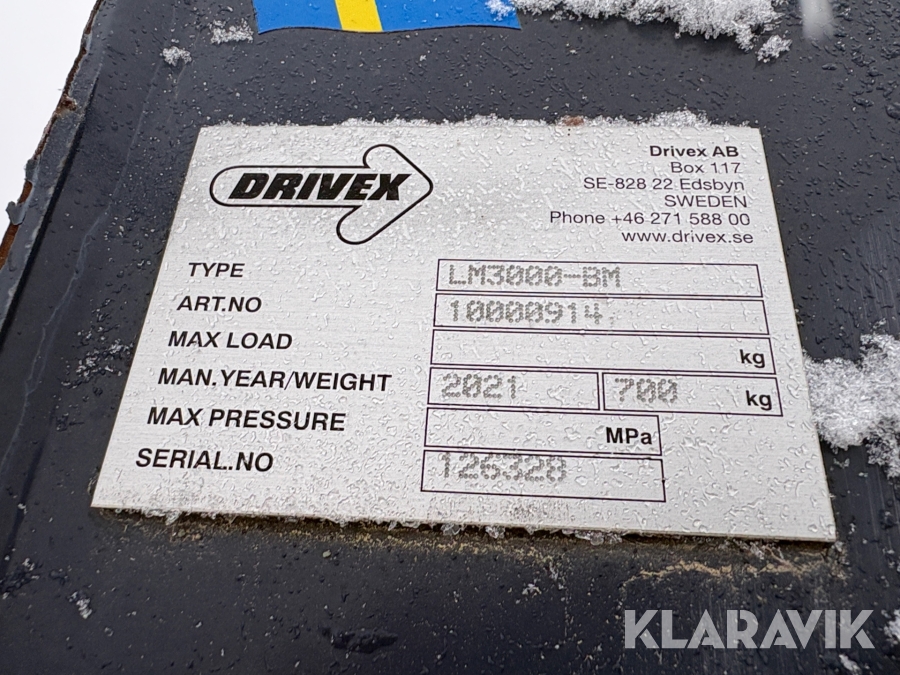 DRIVEX
Drivex AB
Box 117
SE-828 22 Edsbyn
SWEDEN
Phone +46 271 588 00
www.drivex.se
TYPE LM3000-BM
ART.NO 10000914
MAX LOAD kg
MAN.YEAR/WEIGHT 2021 700 kg
MAX PRESSURE MPa
SERIAL.NO 126328
KLARAVIK